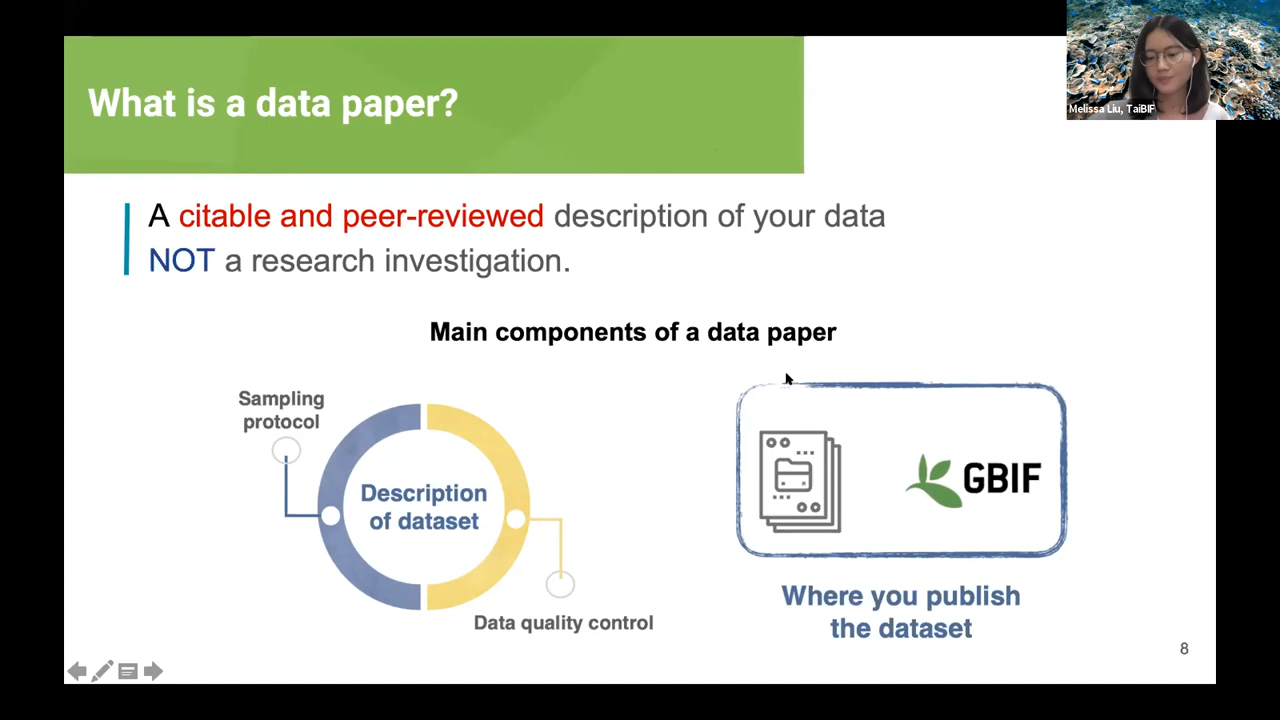 What is a data paper?
Melissa Liu, TaiBIF
A citable and peer-reviewed description of your data
NOT a research investigation.
Main components of a data paper
Sampling
protocol
Description
of dataset
Data quality control
GBIF
Where you publish
the dataset
8